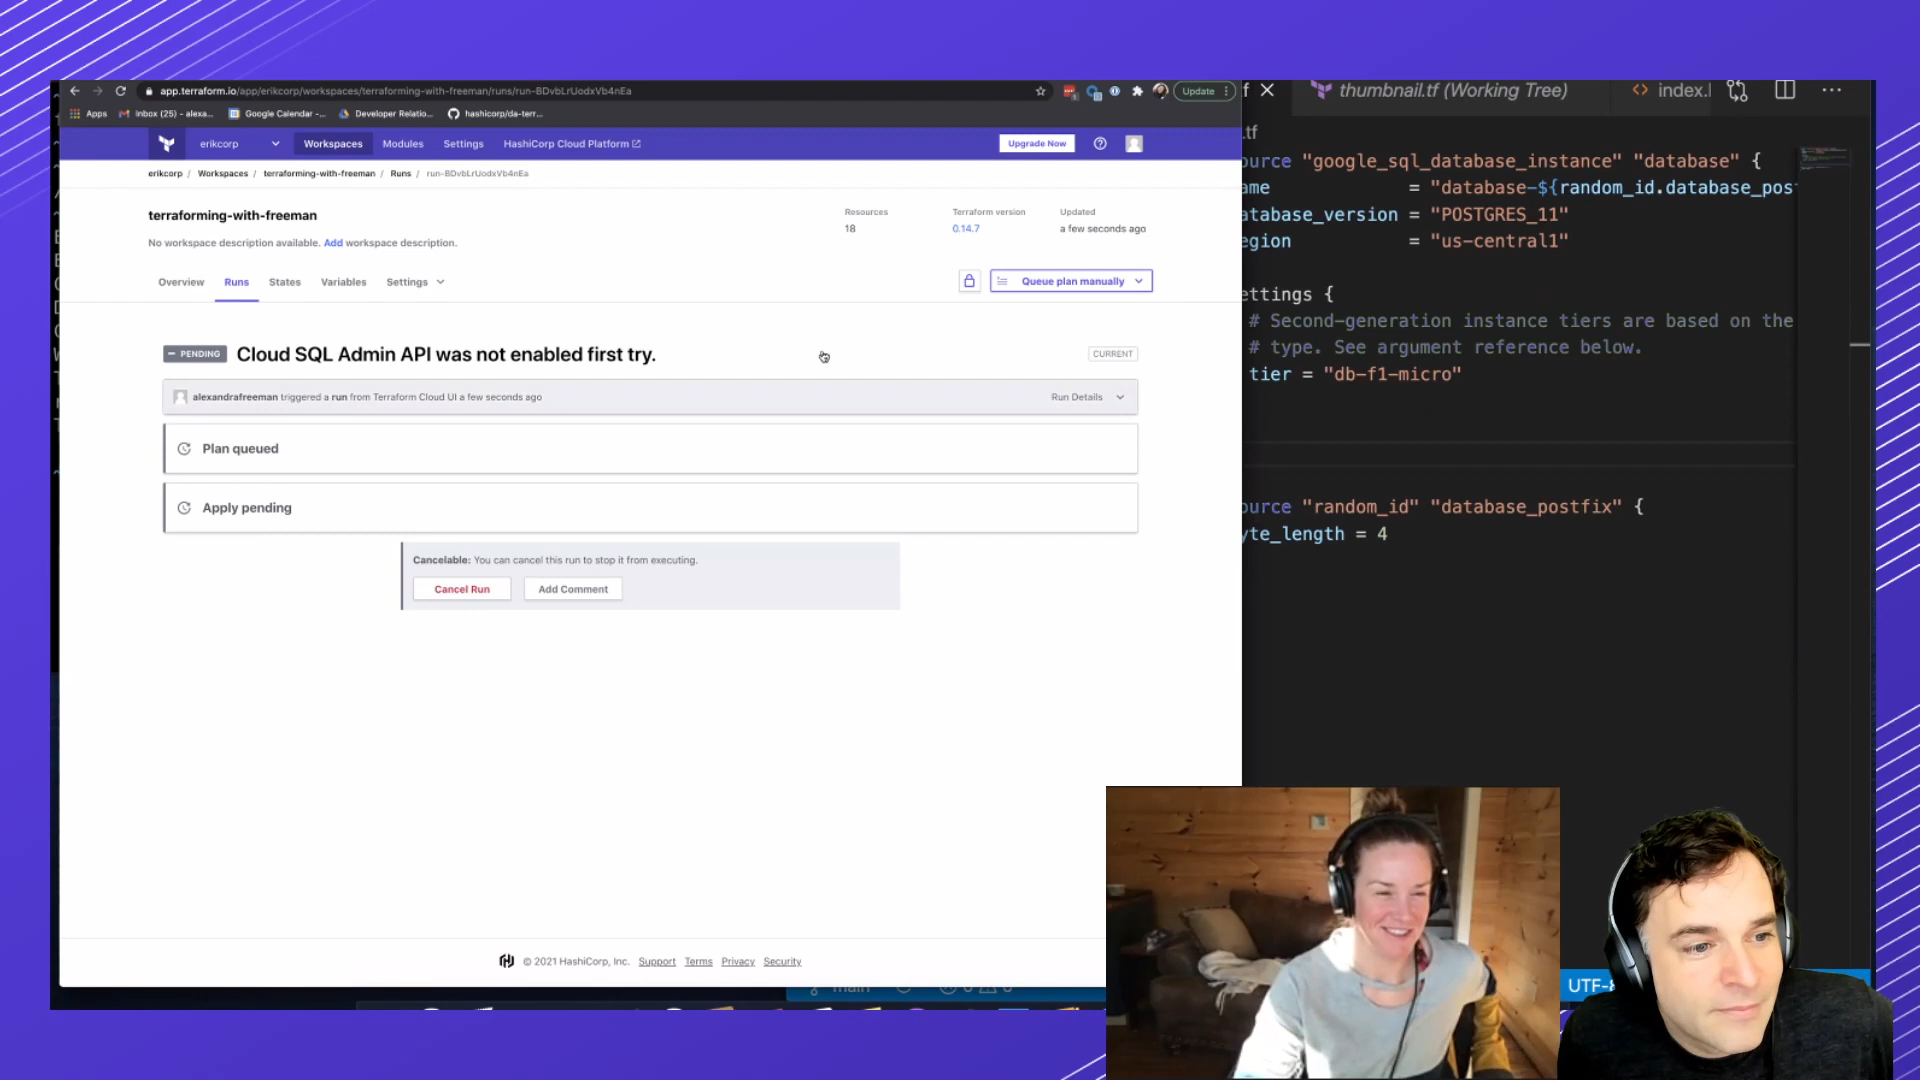 app.terraform.io/app/erikcorp/workspaces/terraforming-with-freeman/runs/run-BDvbLrUodxVb4nEa
Update
Apps
Inbox (25) - alexa...
Google Calendar -...
Developer Relatio...
hashicorp/da-terr...
erikcorp
Workspaces
Modules
Settings
HashiCorp Cloud Platform
Upgrade Now
erikcorp / Workspaces / terraforming-with-freeman / Runs / run-BDvbLrUodxVb4nEa
terraforming-with-freeman
No workspace description available. Add workspace description.
Resources
18
Terraform version
0.14.7
Updated
a few seconds ago
Overview
Runs
States
Variables
Settings
Queue plan manually
PENDING
Cloud SQL Admin API was not enabled first try.
CURRENT
alexandrafreeman triggered a run from Terraform Cloud UI a few seconds ago
Run Details
Plan queued
Apply pending
Cancelable: You can cancel this run to stop it from executing.
Cancel Run
Add Comment
© 2021 HashiCorp, Inc. Support Terms Privacy Security
f
thumbnail.tf (Working Tree)
index.
.tf
ource "google_sql_database_instance" "database" {
ame = "database-${random_id.database_pos
atabase_version = "POSTGRES_11"
egion = "us-central1"
ettings {
# Second-generation instance tiers are based on the
# type. See argument reference below.
tier = "db-f1-micro"
ource "random_id" "database_postfix" {
yte_length = 4
main
UTF-8